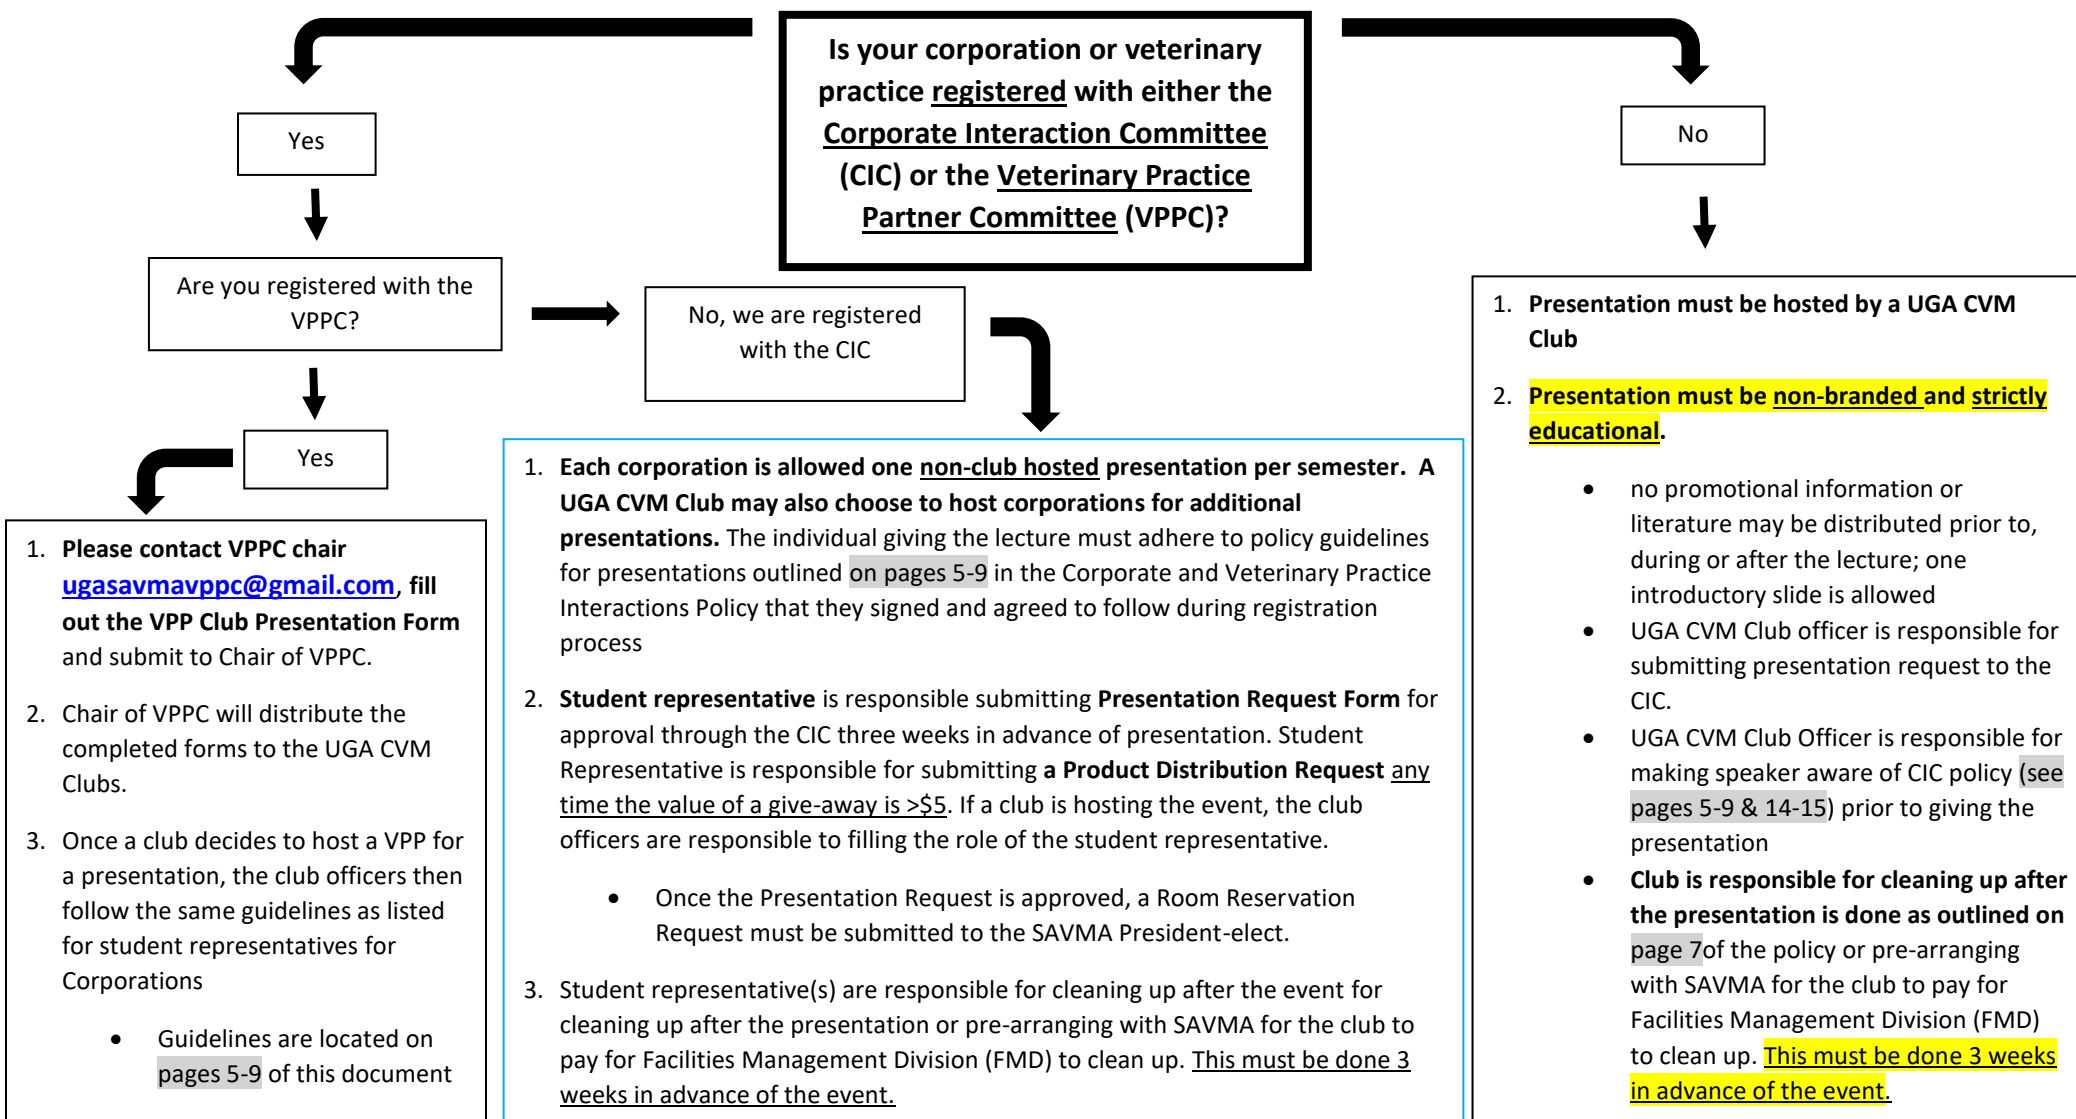 Is your corporation or veterinary
practice registered with either the
Corporate Interaction Committee
(CIC) or the Veterinary Practice
Partner Committee (VPPC)?
Yes
No
Are you registered with the
VPPC?
No, we are registered
with the CIC
Yes
1. Please contact VPPC chair
ugasavmavppc@gmail.com, fill
out the VPP Club Presentation Form
and submit to Chair of VPPC.
2. Chair of VPPC will distribute the
completed forms to the UGA CVM
Clubs.
3. Once a club decides to host a VPP for
a presentation, the club officers then
follow the same guidelines as listed
for student representatives for
Corporations
• Guidelines are located on
pages 5-9 of this document
1. Each corporation is allowed one non-club hosted presentation per semester. A
UGA CVM Club may also choose to host corporations for additional
presentations. The individual giving the lecture must adhere to policy guidelines
for presentations outlined on pages 5-9 in the Corporate and Veterinary Practice
Interactions Policy that they signed and agreed to follow during registration
process
2. Student representative is responsible submitting Presentation Request Form for
approval through the CIC three weeks in advance of presentation. Student
Representative is responsible for submitting a Product Distribution Request any
time the value of a give-away is >$5. If a club is hosting the event, the club
officers are responsible to filling the role of the student representative.
• Once the Presentation Request is approved, a Room Reservation
Request must be submitted to the SAVMA President-elect.
3. Student representative(s) are responsible for cleaning up after the event for
cleaning up after the presentation or pre-arranging with SAVMA for the club to
pay for Facilities Management Division (FMD) to clean up. This must be done 3
weeks in advance of the event.
1. Presentation must be hosted by a UGA CVM
Club
2. Presentation must be non-branded and strictly
educational.
• no promotional information or
literature may be distributed prior to,
during or after the lecture; one
introductory slide is allowed
• UGA CVM Club officer is responsible for
submitting presentation request to the
CIC.
• UGA CVM Club Officer is responsible for
making speaker aware of CIC policy (see
pages 5-9 & 14-15) prior to giving the
presentation
• Club is responsible for cleaning up after
the presentation is done as outlined on
page 7of the policy or pre-arranging
with SAVMA for the club to pay for
Facilities Management Division (FMD)
to clean up. This must be done 3 weeks
in advance of the event.